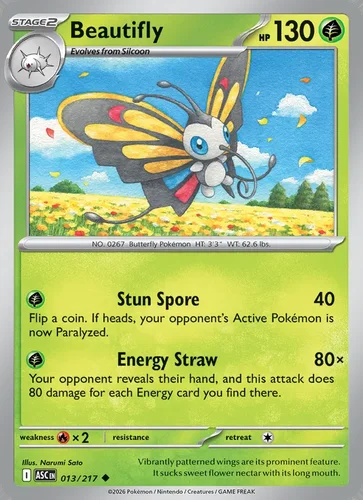 STAGE2 Beautifly HP 130
Evolves from Silcoon
NO. 0267 Butterfly Pokémon HT: 3'3" WT: 62.6 lbs.
Stun Spore 40
Flip a coin. If heads, your opponent's Active Pokémon is
now Paralyzed.
Energy Straw 80×
Your opponent reveals their hand, and this attack does
80 damage for each Energy card you find there.
weakness ×2 resistance retreat
Illus. Narumi Sato
I ASC EN 013/217
Vibrantly patterned wings are its prominent feature.
It sucks sweet flower nectar with its coiled mouth.
©2026 Pokémon / Nintendo / Creatures / GAME FREAK